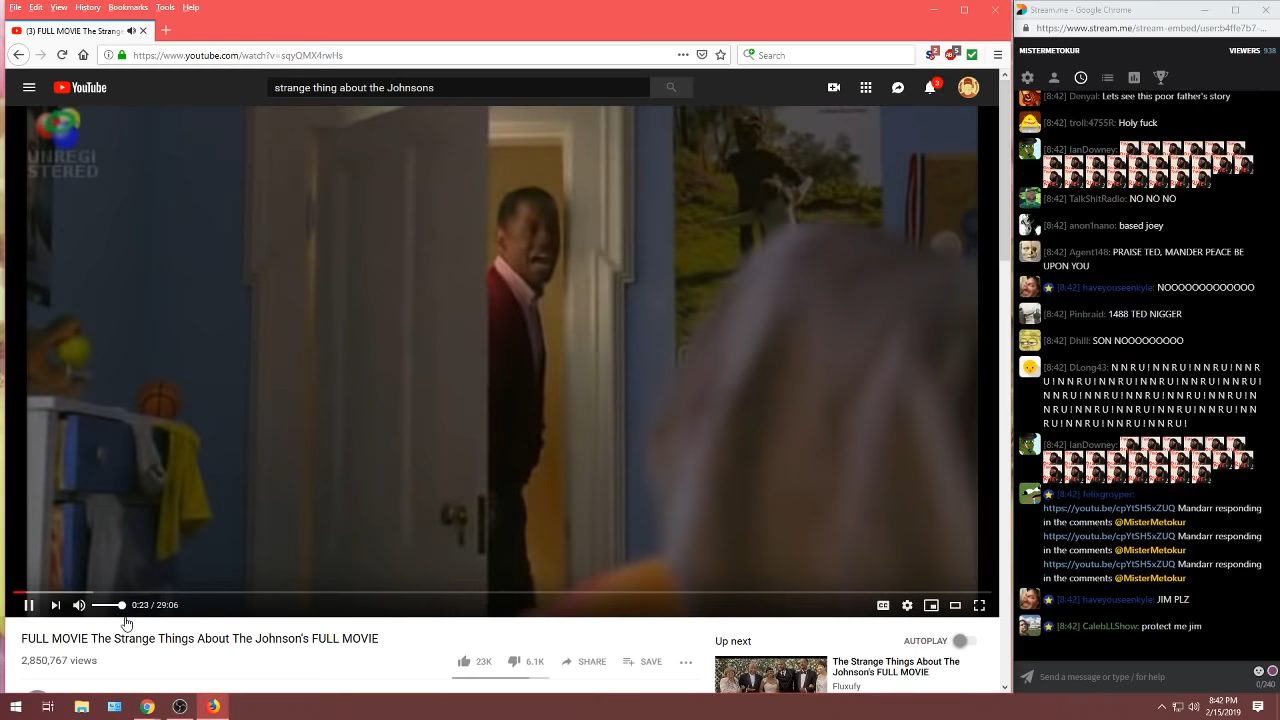 File Edit View History Bookmarks Tools Help
(3) FULL MOVIE The Strange
https://www.youtube.com/watch?v=sqyQMX4rwHs
Search
2
5
YouTube
strange thing about the Johnsons
3
UNREGI
STERED
0:23 / 29:06
FULL MOVIE The Strange Things About The Johnson's FULL MOVIE
2,850,767 views
23K
6.1K
SHARE
SAVE
Up next
AUTOPLAY
The Strange Things About The
Johnson's FULL MOVIE
Fluxufy
Stream.me - Google Chrome
https://www.stream.me/stream-embed/user:b4ffe7b7-...
MISTERMETOKUR
VIEWERS 938
[8:42] Denyal: Lets see this poor father's story
[8:42] troll:4755R: Holy fuck
[8:42] IanDowney:
[8:42] TalkShitRadio: NO NO NO
[8:42] anon1nano: based joey
[8:42] Agent148: PRAISE TED, MANDER PEACE BE
UPON YOU
[8:42] haveyouseenkyle: NOOOOOOOOOOOOO
[8:42] Pinbraid: 1488 TED NIGGER
[8:42] Dhill: SON NOOOOOOOOO
[8:42] DLong43: N N R U ! N N R U ! N N R U ! N N R
U ! N N R U ! N N R U ! N N R U ! N N R U ! N N R U !
N N R U ! N N R U ! N N R U ! N N R U ! N N R U ! N
N R U ! N N R U ! N N R U ! N N R U ! N N R U ! N N
R U ! N N R U ! N N R U !
[8:42] IanDowney:
[8:42] felixgroyper:
https://youtu.be/cpYtSH5xZUQ Mandarr responding
in the comments @MisterMetokur
https://youtu.be/cpYtSH5xZUQ Mandarr responding
in the comments @MisterMetokur
https://youtu.be/cpYtSH5xZUQ Mandarr responding
in the comments @MisterMetokur
[8:42] haveyouseenkyle: JIM PLZ
[8:42] CalebLLShow: protect me jim
Send a message or type / for help
0/240
8:42 PM
2/15/2019